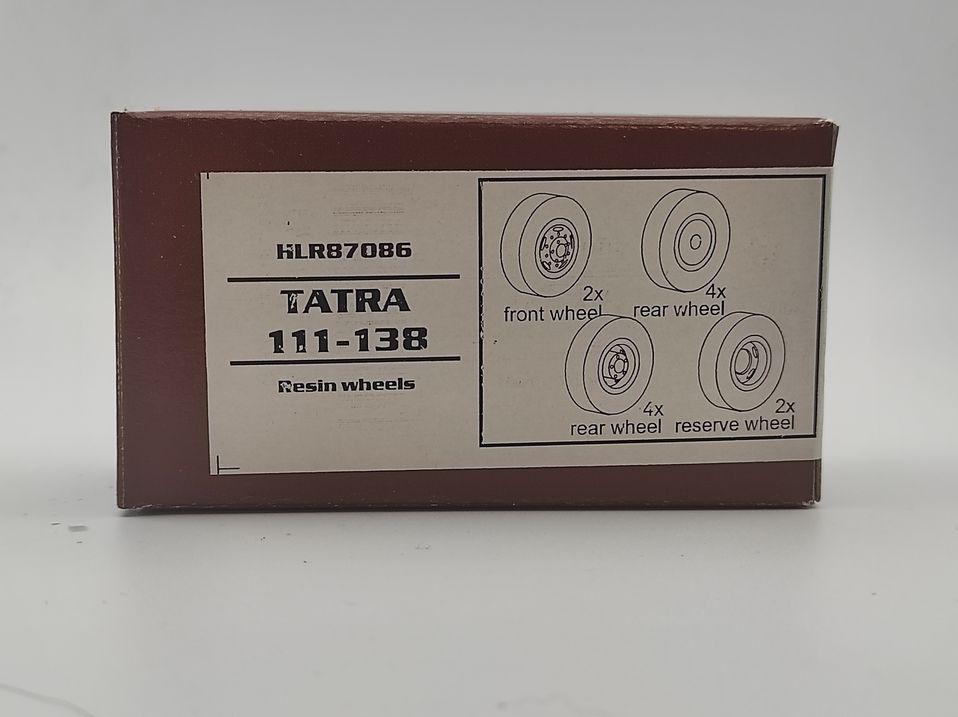 HLR87086
TATRA
111-138
Resin wheels
2x
front wheel
4x
rear wheel
4x
rear wheel
2x
reserve wheel